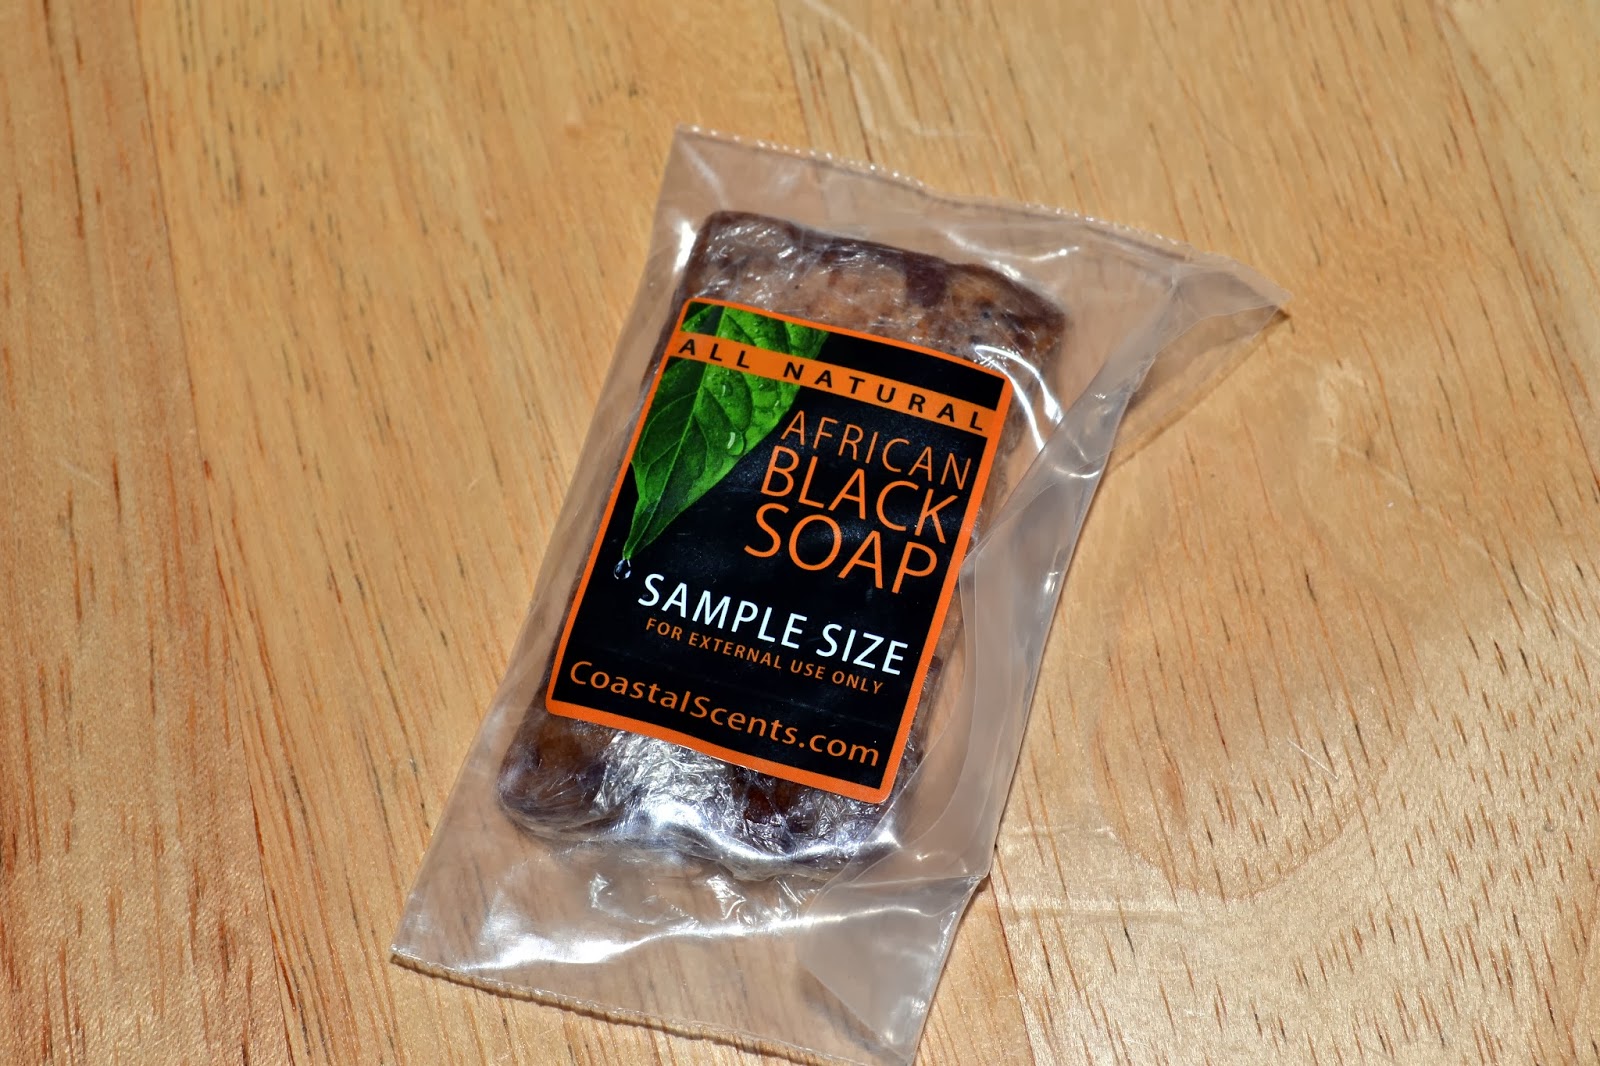 ALL NATURAL
AFRICAN
BLACK
SOAP
SAMPLE SIZE
FOR EXTERNAL USE ONLY
CoastalScents.com